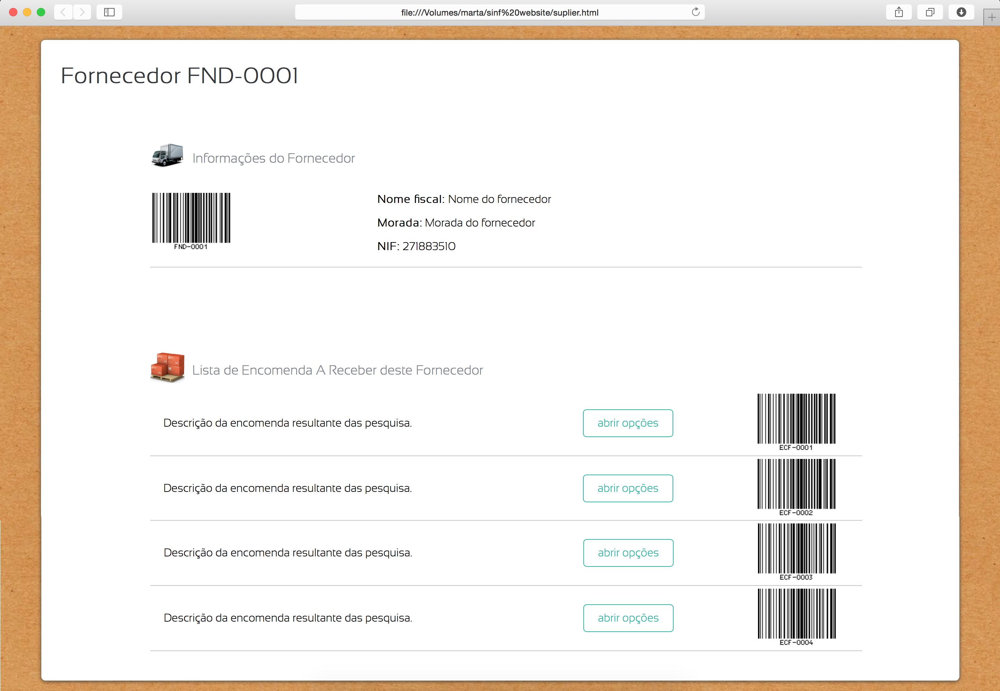 file:///Volumes/marta/sinf%20website/suplier.html
Fornecedor FND-0001
Informações do Fornecedor
FND-0001
Nome fiscal: Nome do fornecedor
Morada: Morada do fornecedor
NIF: 271883510
Lista de Encomenda A Receber deste Fornecedor
Descrição da encomenda resultante das pesquisa. abrir opções ECF-0001
Descrição da encomenda resultante das pesquisa. abrir opções ECF-0002
Descrição da encomenda resultante das pesquisa. abrir opções ECF-0003
Descrição da encomenda resultante das pesquisa. abrir opções ECF-0004